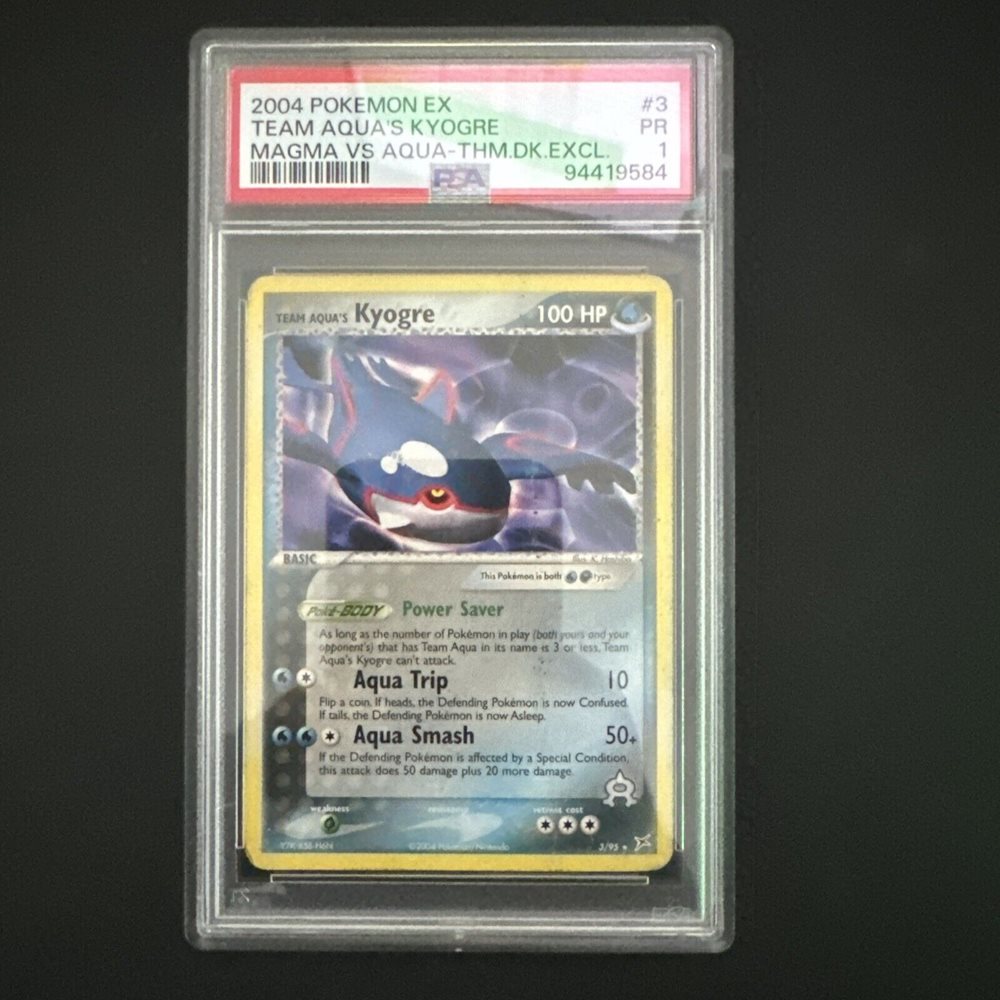 2004 POKEMON EX #3
TEAM AQUA'S KYOGRE PR
MAGMA VS AQUA-THM.DK.EXCL. 1
PSA 94419584
TEAM AQUA'S Kyogre 100 HP
BASIC
This Pokémon is both type
Poké-BODY Power Saver
As long as the number of Pokémon in play (both yours and your
opponent's) that has Team Aqua in its name is 3 or less, Team
Aqua's Kyogre can't attack.
Aqua Trip 10
Flip a coin. If heads, the Defending Pokémon is now Confused.
If tails, the Defending Pokémon is now Asleep.
Aqua Smash 50+
If the Defending Pokémon is affected by a Special Condition,
this attack does 50 damage plus 20 more damage.
weakness resistance retreat cost
©2004 Pokémon/Nintendo 3/95